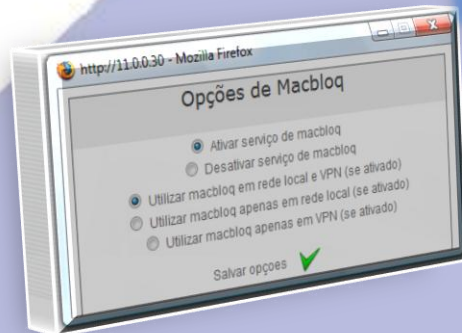 http://11.0.0.30 - Mozilla Firefox
Opções de Macbloq
Ativar serviço de macbloq
Desativar serviço de macbloq
Utilizar macbloq em rede local e VPN (se ativado)
Utilizar macbloq apenas em rede local (se ativado)
Utilizar macbloq apenas em VPN (se ativado)
Salvar opçoes